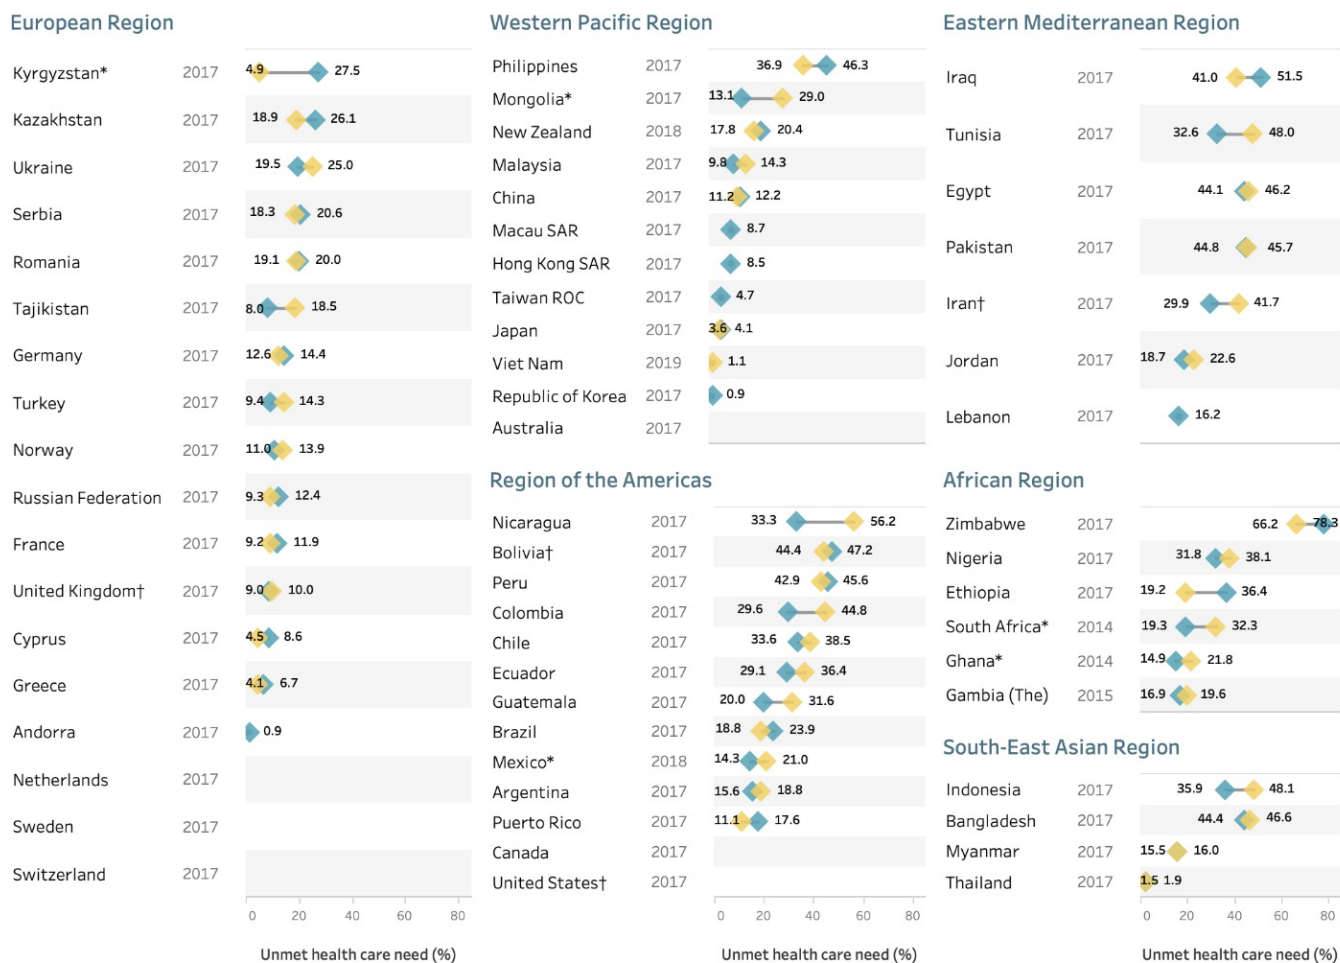 European Region
Kyrgyzstan* 2017 4.9 27.5
Kazakhstan 2017 18.9 26.1
Ukraine 2017 19.5 25.0
Serbia 2017 18.3 20.6
Romania 2017 19.1 20.0
Tajikistan 2017 8.0 18.5
Germany 2017 12.6 14.4
Turkey 2017 9.4 14.3
Norway 2017 11.0 13.9
Russian Federation 2017 9.3 12.4
France 2017 9.2 11.9
United Kingdom† 2017 9.0 10.0
Cyprus 2017 4.5 8.6
Greece 2017 4.1 6.7
Andorra 2017 0.9
Netherlands 2017
Sweden 2017
Switzerland 2017
0 20 40 60 80
Unmet health care need (%)
Western Pacific Region
Philippines 2017 36.9 46.3
Mongolia* 2017 13.1 29.0
New Zealand 2018 17.8 20.4
Malaysia 2017 9.8 14.3
China 2017 11.2 12.2
Macau SAR 2017 8.7
Hong Kong SAR 2017 8.5
Taiwan ROC 2017 4.7
Japan 2017 3.6 4.1
Viet Nam 2019 1.1
Republic of Korea 2017 0.9
Australia 2017
Region of the Americas
Nicaragua 2017 33.3 56.2
Bolivia† 2017 44.4 47.2
Peru 2017 42.9 45.6
Colombia 2017 29.6 44.8
Chile 2017 33.6 38.5
Ecuador 2017 29.1 36.4
Guatemala 2017 20.0 31.6
Brazil 2017 18.8 23.9
Mexico* 2018 14.3 21.0
Argentina 2017 15.6 18.8
Puerto Rico 2017 11.1 17.6
Canada 2017
United States† 2017
0 20 40 60 80
Unmet health care need (%)
Eastern Mediterranean Region
Iraq 2017 41.0 51.5
Tunisia 2017 32.6 48.0
Egypt 2017 44.1 46.2
Pakistan 2017 44.8 45.7
Iran† 2017 29.9 41.7
Jordan 2017 18.7 22.6
Lebanon 2017 16.2
African Region
Zimbabwe 2017 66.2 78.3
Nigeria 2017 31.8 38.1
Ethiopia 2017 19.2 36.4
South Africa* 2014 19.3 32.3
Ghana* 2014 14.9 21.8
Gambia (The) 2015 16.9 19.6
South-East Asian Region
Indonesia 2017 35.9 48.1
Bangladesh 2017 44.4 46.6
Myanmar 2017 15.5 16.0
Thailand 2017 1.5 1.9
0 20 40 60 80
Unmet health care need (%)